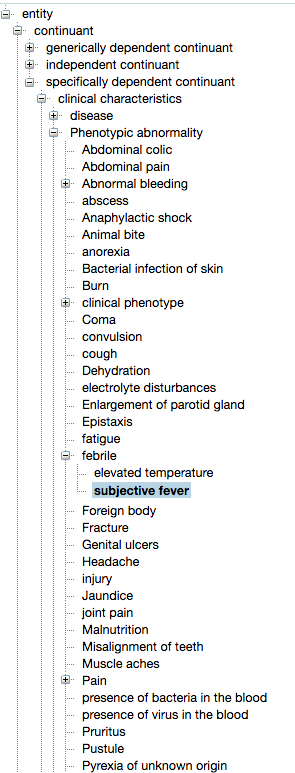 entity
continuant
generically dependent continuant
independent continuant
specifically dependent continuant
clinical characteristics
disease
Phenotypic abnormality
Abdominal colic
Abdominal pain
Abnormal bleeding
abscess
Anaphylactic shock
Animal bite
anorexia
Bacterial infection of skin
Burn
clinical phenotype
Coma
convulsion
cough
Dehydration
electrolyte disturbances
Enlargement of parotid gland
Epistaxis
fatigue
febrile
elevated temperature
subjective fever
Foreign body
Fracture
Genital ulcers
Headache
injury
Jaundice
joint pain
Malnutrition
Misalignment of teeth
Muscle aches
Pain
presence of bacteria in the blood
presence of virus in the blood
Pruritus
Pustule
Pyrexia of unknown origin